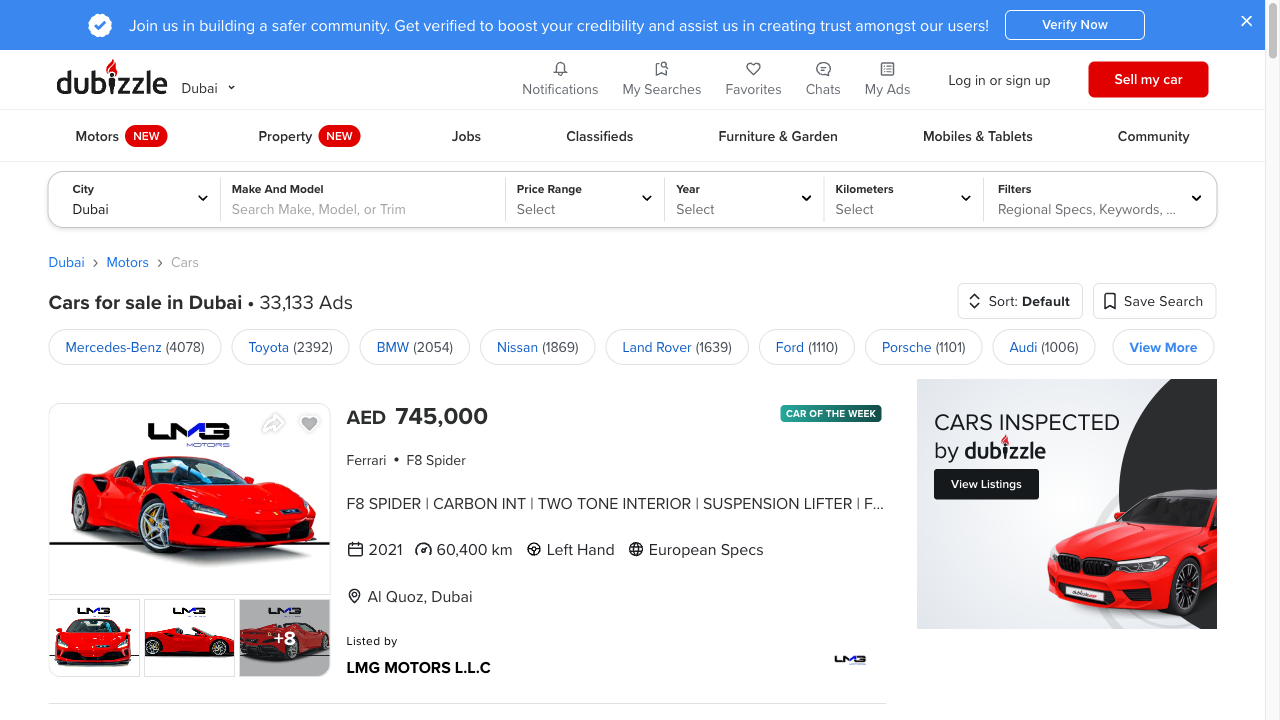 Join us in building a safer community. Get verified to boost your credibility and assist us in creating trust amongst our users!
Verify Now
dubizzle
Dubai
Notifications
My Searches
Favorites
Chats
My Ads
Log in or sign up
Sell my car
Motors NEW
Property NEW
Jobs
Classifieds
Furniture & Garden
Mobiles & Tablets
Community
City
Dubai
Make And Model
Search Make, Model, or Trim
Price Range
Select
Year
Select
Kilometers
Select
Filters
Regional Specs, Keywords, ...
Dubai > Motors > Cars
Cars for sale in Dubai • 33,133 Ads
Sort: Default
Save Search
Mercedes-Benz (4078)
Toyota (2392)
BMW (2054)
Nissan (1869)
Land Rover (1639)
Ford (1110)
Porsche (1101)
Audi (1006)
View More
LMG
MOTORS
+8
AED 745,000
CAR OF THE WEEK
Ferrari • F8 Spider
F8 SPIDER | CARBON INT | TWO TONE INTERIOR | SUSPENSION LIFTER | F...
2021
60,400 km
Left Hand
European Specs
Al Quoz, Dubai
Listed by
LMG MOTORS L.L.C
CARS INSPECTED
by dubizzle
View Listings